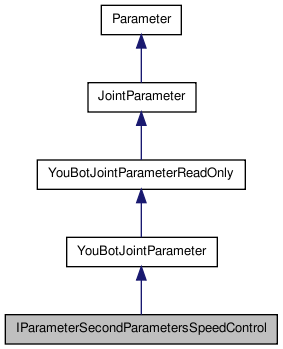 Parameter
JointParameter
YouBotJointParameterReadOnly
YouBotJointParameter
IParameterSecondParametersSpeedControl